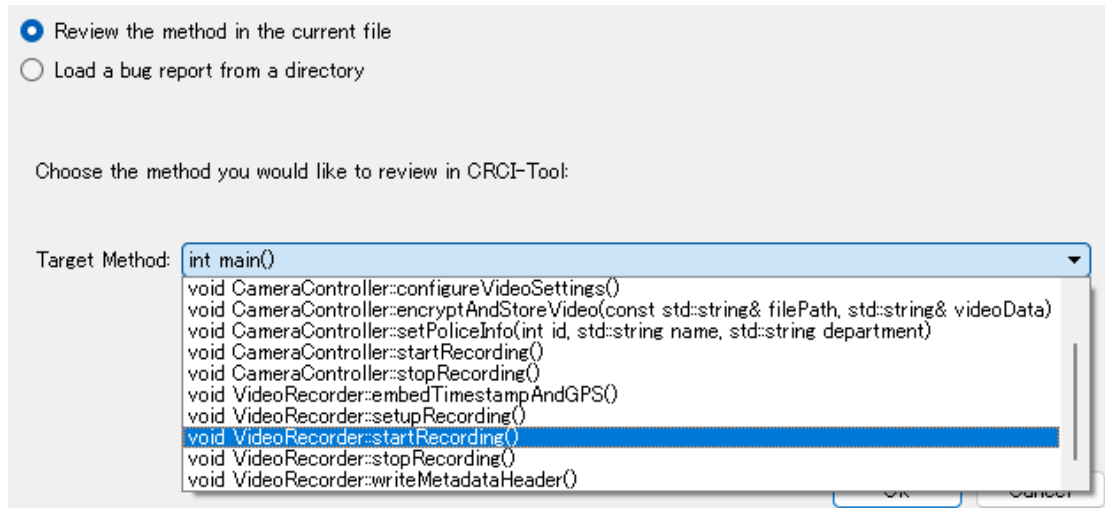 Review the method in the current file
Load a bug report from a directory
Choose the method you would like to review in CRCI-Tool:
Target Method: int main()
void CameraController::configureVideoSettings()
void CameraController::encryptAndStoreVideo(const std::string& filePath, std::string& videoData)
void CameraController::setPoliceInfo(int id, std::string name, std::string department)
void CameraController::startRecording()
void CameraController::stopRecording()
void VideoRecorder::embedTimestampAndGPS()
void VideoRecorder::setupRecording()
void VideoRecorder::startRecording()
void VideoRecorder::stopRecording()
void VideoRecorder::writeMetadataHeader()